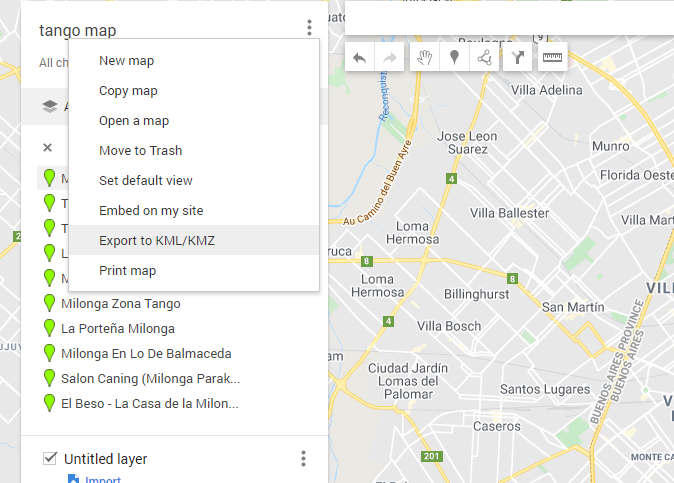 tango map
All ch
New map
Copy map
Open a map
Move to Trash
Set default view
Embed on my site
Export to KML/KMZ
Print map
Milonga Zona Tango
La Porteña Milonga
Milonga En Lo De Balmaceda
Salon Caning (Milonga Parak...
El Beso - La Casa de la Milon...
Untitled layer
Import
Boulogne
9
Villa Adelina
Reconquist
Jose Leon
Suarez
Munro
Florida Oeste
4
Au Camino del Buen Ayre
Villa Ballester
Loma
Hermosa
ruca
8
8
Loma
Hermosa
Billinghurst
San Martín
VIL
4
Villa Bosch
BUENOS AIRES PROVINCE
BUENOS AIRES
Ciudad Jardín
Lomas del
Palomar
Santos Lugares
Caseros
201
MONTE CA
UJUY